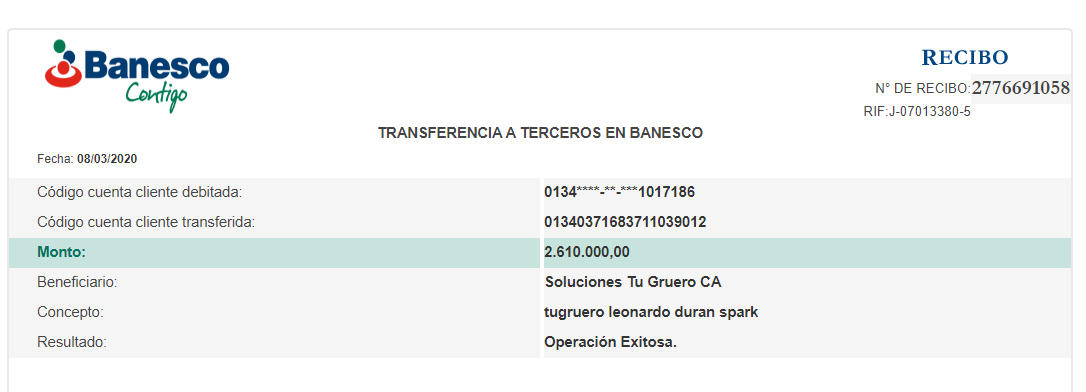 Banesco
Contigo
RECIBO
N° DE RECIBO:2776691058
RIF:J-07013380-5
TRANSFERENCIA A TERCEROS EN BANESCO
Fecha: 08/03/2020
Código cuenta cliente debitada: 0134****-**-***1017186
Código cuenta cliente transferida: 01340371683711039012
Monto: 2.610.000,00
Beneficiario: Soluciones Tu Gruero CA
Concepto: tugruero leonardo duran spark
Resultado: Operación Exitosa.